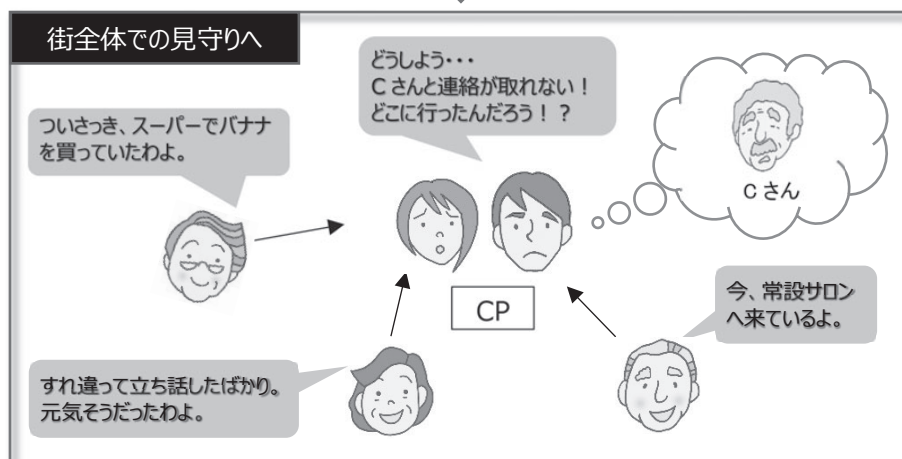 街全体での見守りへ
どうしよう・・・
Cさんと連絡が取れない！
どこに行ったんだろう！？
ついさっき、スーパーでバナナ
を買っていたわよ。
Cさん
CP
今、常設サロン
へ来ているよ。
すれ違って立ち話したばかり。
元気そうだったわよ。